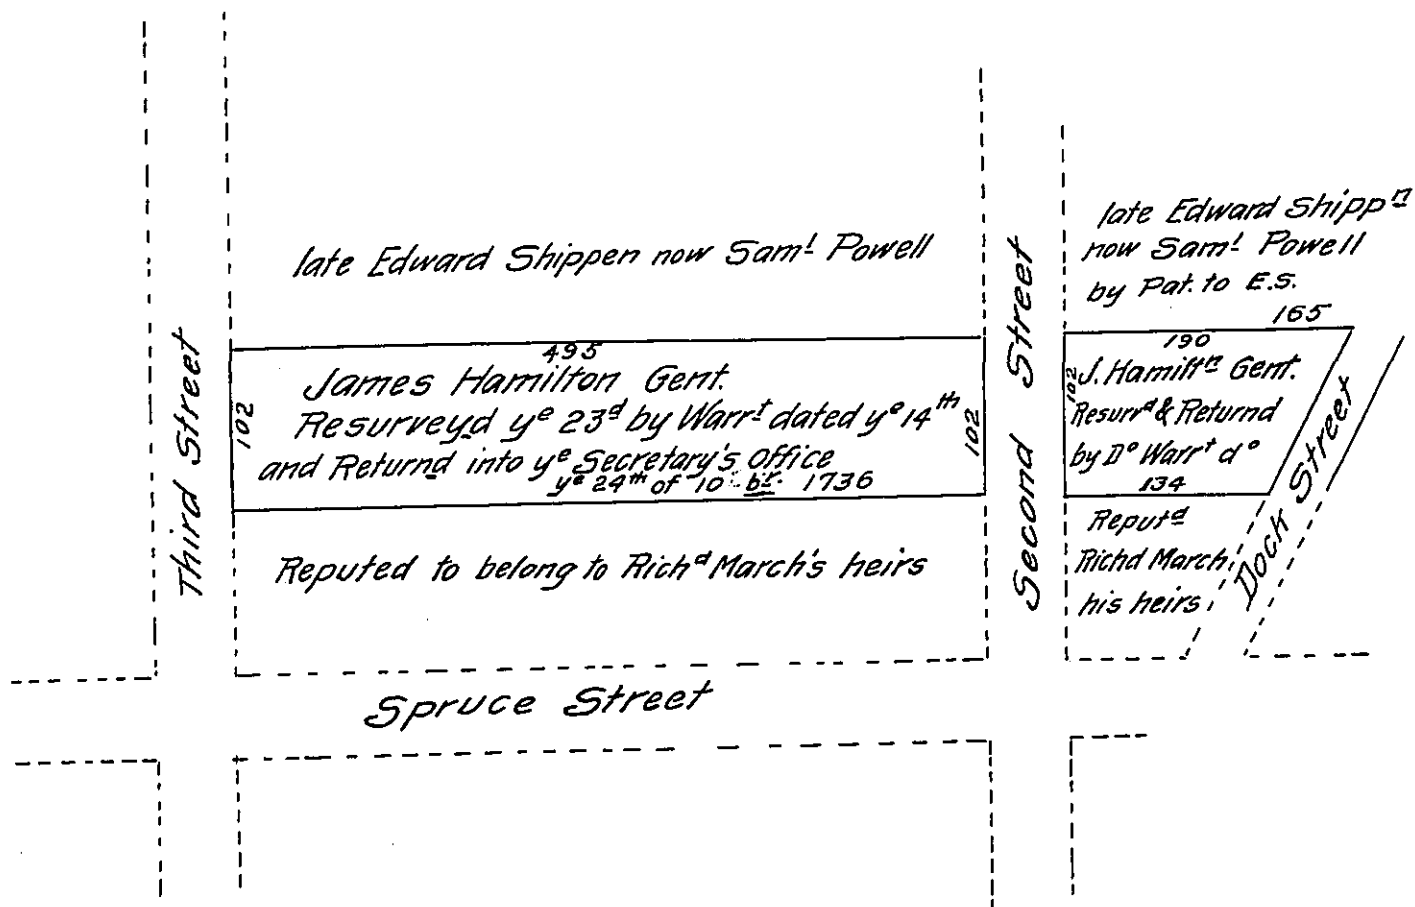 late Edward Shippen now Saml Powell
late Edward Shippn
now Saml Powell
by Pat. to E.S.
165
Third Street
495
102
James Hamilton Gent.
Resurveyd ye 23d by Warrt dated ye 14th
and Returnd into ye Secretary's Office
ye 24th of 10br. 1736
102
Second Street
190
102
J. Hamiltn Gent.
Resurvd & Returnd
by Do Warrt do
134
Dock Street
Reputed to belong to Richd March's heirs
Reputd
Richd March
his heirs
Spruce Street